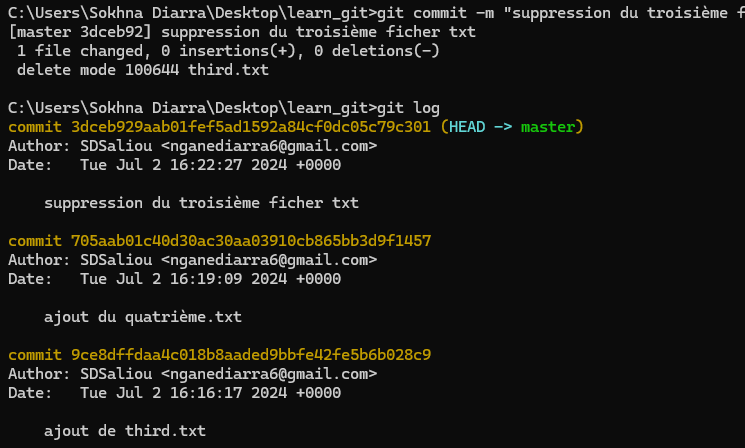 C:\Users\Sokhna Diarra\Desktop\learn_git>git commit -m "suppression du troisième f
[master 3dceb92] suppression du troisième ficher txt
 1 file changed, 0 insertions(+), 0 deletions(-)
 delete mode 100644 third.txt
C:\Users\Sokhna Diarra\Desktop\learn_git>git log
commit 3dceb929aab01fef5ad1592a84cf0dc05c79c301 (HEAD -> master)
Author: SDSaliou <nganediarra6@gmail.com>
Date:   Tue Jul 2 16:22:27 2024 +0000
    suppression du troisième ficher txt
commit 705aab01c40d30ac30aa03910cb865bb3d9f1457
Author: SDSaliou <nganediarra6@gmail.com>
Date:   Tue Jul 2 16:19:09 2024 +0000
    ajout du quatrième.txt
commit 9ce8dffdaa4c018b8aaded9bbfe42fe5b6b028c9
Author: SDSaliou <nganediarra6@gmail.com>
Date:   Tue Jul 2 16:16:17 2024 +0000
    ajout de third.txt